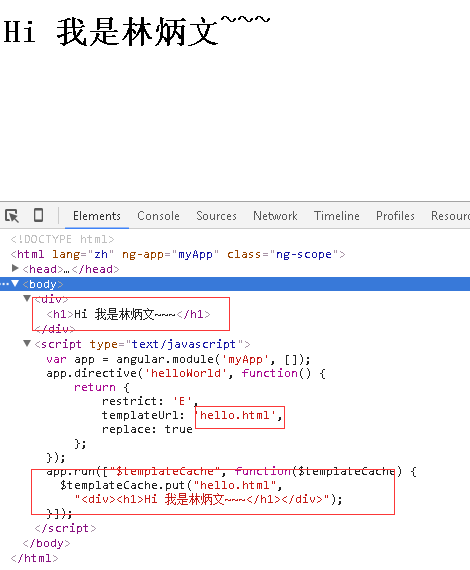 Hi 我是林炳文~~~
Elements Console Sources Network Timeline Profiles Resour
<!DOCTYPE html>
<html lang="zh" ng-app="myApp" class="ng-scope">
<head>…</head>
<body>
<div>
<h1>Hi 我是林炳文~~~</h1>
</div>
<script type="text/javascript">
var app = angular.module('myApp', []);
app.directive('helloWorld', function() {
return {
restrict: 'E',
templateUrl: 'hello.html',
replace: true
};
});
app.run(["$templateCache", function($templateCache) {
$templateCache.put("hello.html",
"<div><h1>Hi 我是林炳文~~~</h1></div>");
}]);
</script>
</body>
</html>